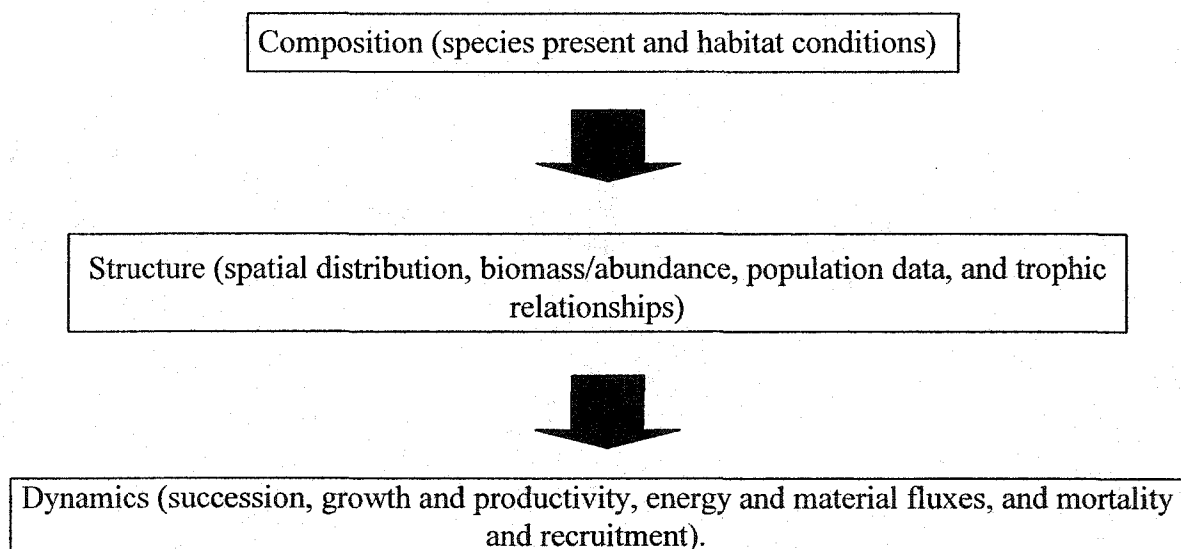 Composition (species present and habitat conditions)
Structure (spatial distribution, biomass/abundance, population data, and trophic
relationships)
Dynamics (succession, growth and productivity, energy and material fluxes, and mortality
and recruitment).